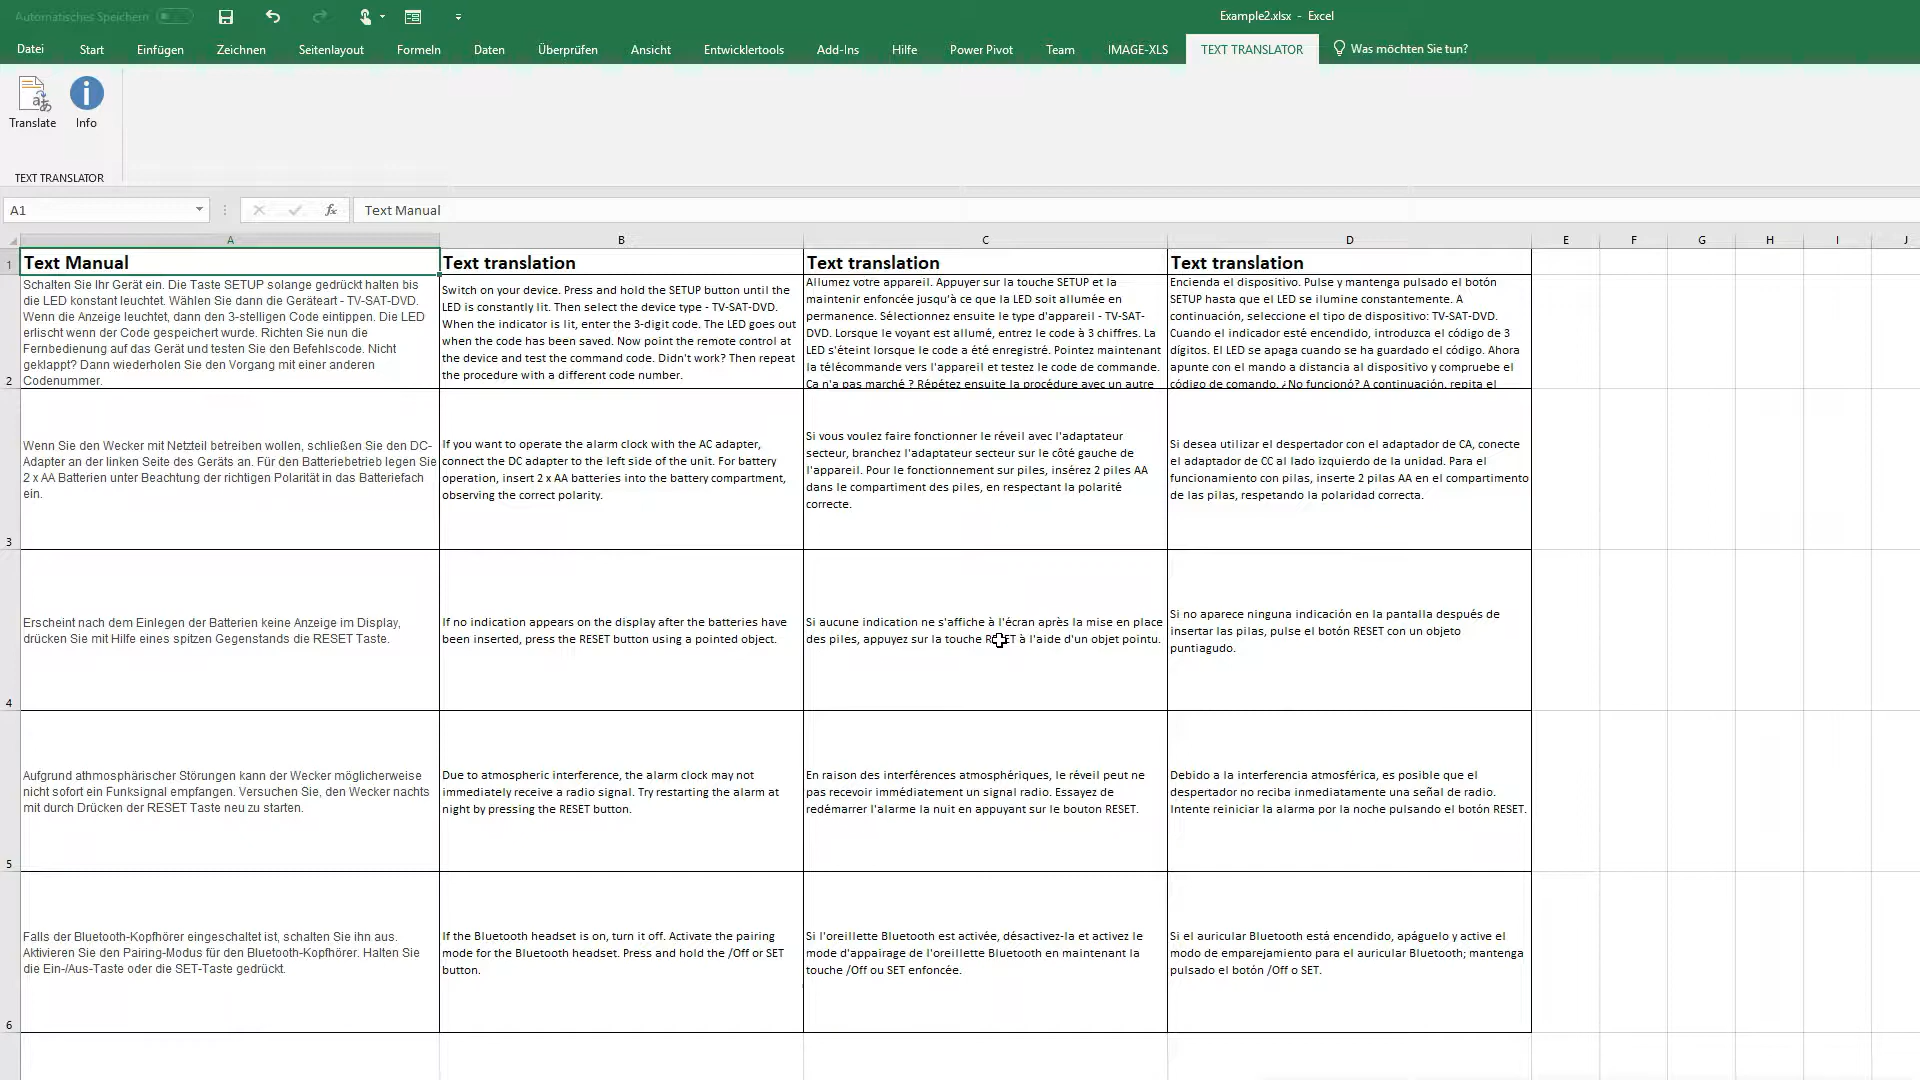 Automatisches Speichern
Example2.xlsx - Excel
Datei
Start
Einfügen
Zeichnen
Seitenlayout
Formeln
Daten
Überprüfen
Ansicht
Entwicklertools
Add-Ins
Hilfe
Power Pivot
Team
IMAGE-XLS
TEXT TRANSLATOR
Was möchten Sie tun?
Translate
Info
TEXT TRANSLATOR
A1
fx
Text Manual
A
B
C
D
E
F
G
H
I
J
1
Text Manual
Text translation
Text translation
Text translation
2
Schalten Sie Ihr Gerät ein. Die Taste SETUP solange gedrückt halten bis
die LED konstant leuchtet. Wählen Sie dann die Geräteart - TV-SAT-DVD.
Wenn die Anzeige leuchtet, dann den 3-stelligen Code eintippen. Die LED
erlischt wenn der Code gespeichert wurde. Richten Sie nun die
Fernbedienung auf das Gerät und testen Sie den Befehlscode. Nicht
geklappt? Dann wiederholen Sie den Vorgang mit einer anderen
Codenummer.
Switch on your device. Press and hold the SETUP button until the
LED is constantly lit. Then select the device type - TV-SAT-DVD.
When the indicator is lit, enter the 3-digit code. The LED goes out
when the code has been saved. Now point the remote control at
the device and test the command code. Didn't work? Then repeat
the procedure with a different code number.
Allumez votre appareil. Appuyer sur la touche SETUP et la
maintenir enfoncée jusqu'à ce que la LED soit allumée en
permanence. Sélectionnez ensuite le type d'appareil - TV-SAT-
DVD. Lorsque le voyant est allumé, entrez le code à 3 chiffres. La
LED s'éteint lorsque le code a été enregistré. Pointez maintenant
la télécommande vers l'appareil et testez le code de commande.
Ça n'a pas marché ? Répétez ensuite la procédure avec un autre
Encienda el dispositivo. Pulse y mantenga pulsado el botón
SETUP hasta que el LED se ilumine constantemente. A
continuación, seleccione el tipo de dispositivo: TV-SAT-DVD.
Cuando el indicador esté encendido, introduzca el código de 3
dígitos. El LED se apaga cuando se ha guardado el código. Ahora
apunte con el mando a distancia al dispositivo y compruebe el
código de comando. ¿No funcionó? A continuación, repita el
3
Wenn Sie den Wecker mit Netzteil betreiben wollen, schließen Sie den DC-
Adapter an der linken Seite des Geräts an. Für den Batteriebetrieb legen Sie
2 x AA Batterien unter Beachtung der richtigen Polarität in das Batteriefach
ein.
If you want to operate the alarm clock with the AC adapter,
connect the DC adapter to the left side of the unit. For battery
operation, insert 2 x AA batteries into the battery compartment,
observing the correct polarity.
Si vous voulez faire fonctionner le réveil avec l'adaptateur
secteur, branchez l'adaptateur secteur sur le côté gauche de
l'appareil. Pour le fonctionnement sur piles, insérez 2 piles AA
dans le compartiment des piles, en respectant la polarité
correcte.
Si desea utilizar el despertador con el adaptador de CA, conecte
el adaptador de CC al lado izquierdo de la unidad. Para el
funcionamiento con pilas, inserte 2 pilas AA en el compartimento
de las pilas, respetando la polaridad correcta.
4
Erscheint nach dem Einlegen der Batterien keine Anzeige im Display,
drücken Sie mit Hilfe eines spitzen Gegenstands die RESET Taste.
If no indication appears on the display after the batteries have
been inserted, press the RESET button using a pointed object.
Si aucune indication ne s'affiche à l'écran après la mise en place
des piles, appuyez sur la touche RESET à l'aide d'un objet pointu.
Si no aparece ninguna indicación en la pantalla después de
insertar las pilas, pulse el botón RESET con un objeto
puntiagudo.
5
Aufgrund athmosphärischer Störungen kann der Wecker möglicherweise
nicht sofort ein Funksignal empfangen. Versuchen Sie, den Wecker nachts
mit durch Drücken der RESET Taste neu zu starten.
Due to atmospheric interference, the alarm clock may not
immediately receive a radio signal. Try restarting the alarm at
night by pressing the RESET button.
En raison des interférences atmosphériques, le réveil peut ne
pas recevoir immédiatement un signal radio. Essayez de
redémarrer l'alarme la nuit en appuyant sur le bouton RESET.
Debido a la interferencia atmosférica, es posible que el
despertador no reciba inmediatamente una señal de radio.
Intente reiniciar la alarma por la noche pulsando el botón RESET.
6
Falls der Bluetooth-Kopfhörer eingeschaltet ist, schalten Sie ihn aus.
Aktivieren Sie den Pairing-Modus für den Bluetooth-Kopfhörer. Halten Sie
die Ein-/Aus-Taste oder die SET-Taste gedrückt.
If the Bluetooth headset is on, turn it off. Activate the pairing
mode for the Bluetooth headset. Press and hold the /Off or SET
button.
Si l'oreillette Bluetooth est activée, désactivez-la et activez le
mode d'appairage de l'oreillette Bluetooth en maintenant la
touche /Off ou SET enfoncée.
Si el auricular Bluetooth está encendido, apáguelo y active el
modo de emparejamiento para el auricular Bluetooth; mantenga
pulsado el botón /Off o SET.